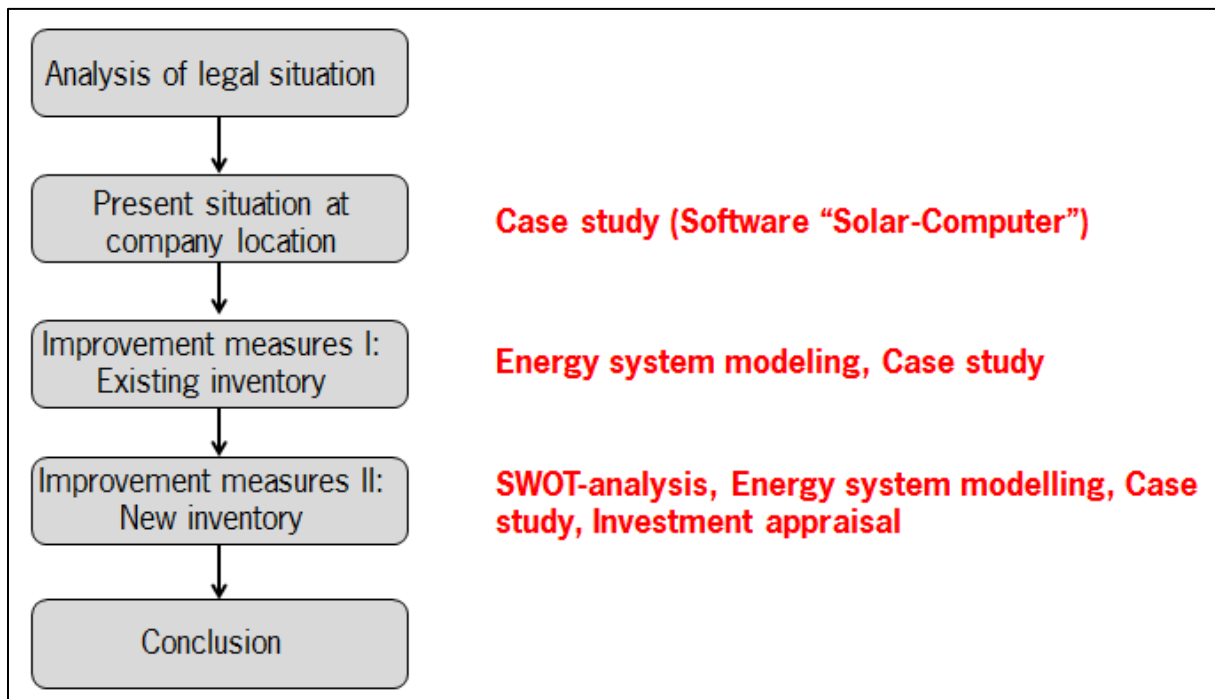 Analysis of legal situation
Present situation at
company location
Case study (Software “Solar-Computer”)
Improvement measures I:
Existing inventory
Energy system modeling, Case study
Improvement measures II:
New inventory
SWOT-analysis, Energy system modelling, Case
study, Investment appraisal
Conclusion